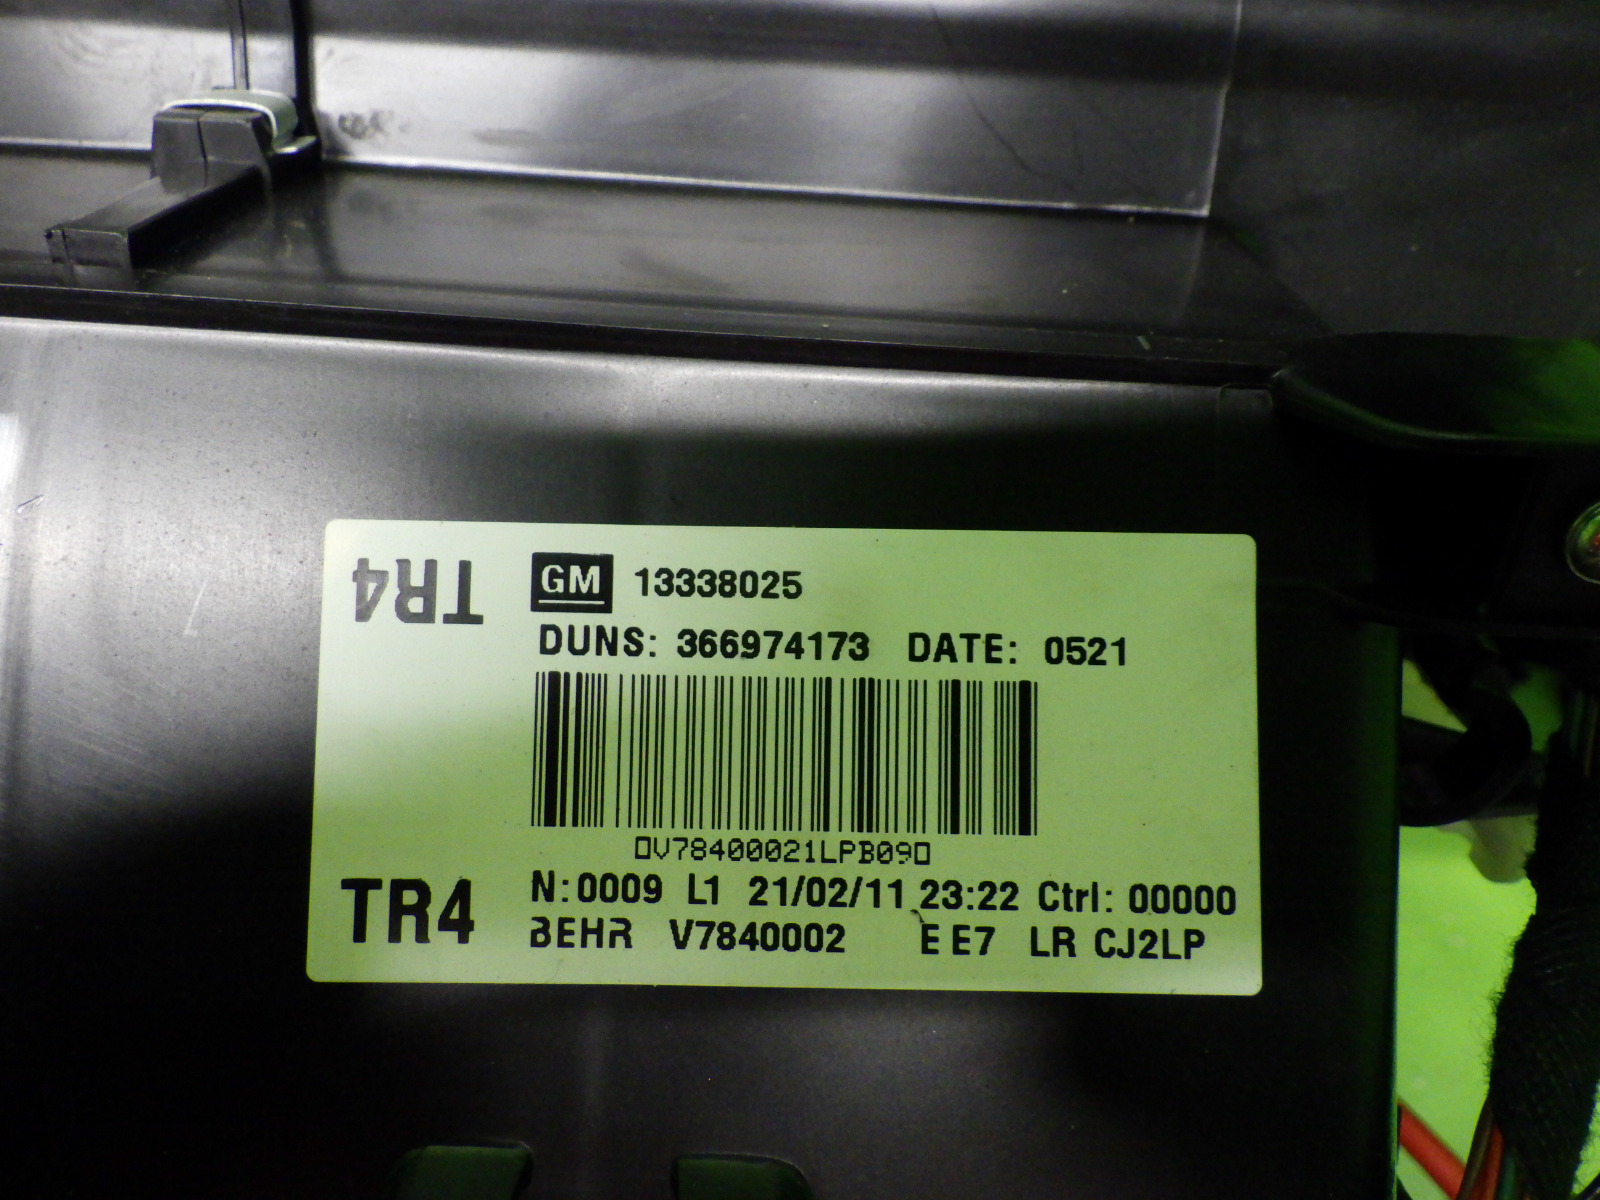 TR4
GM 13338025
DUNS: 366974173 DATE: 0521
▯V78400021LPB09▯
N:0009 L1 21/02/11 23:22 Ctrl: 00000
TR4
BEHR V7840002 E E7 LR CJ2LP